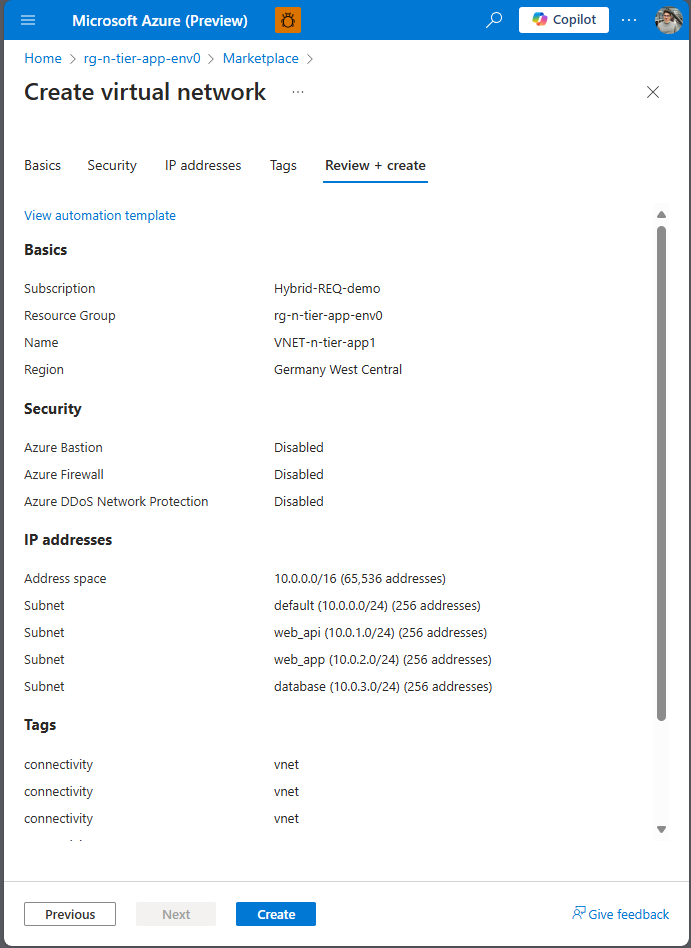 Microsoft Azure (Preview)
Copilot
Home > rg-n-tier-app-env0 > Marketplace >
Create virtual network ...
Basics Security IP addresses Tags Review + create
View automation template
Basics
Subscription Hybrid-REQ-demo
Resource Group rg-n-tier-app-env0
Name VNET-n-tier-app1
Region Germany West Central
Security
Azure Bastion Disabled
Azure Firewall Disabled
Azure DDoS Network Protection Disabled
IP addresses
Address space 10.0.0.0/16 (65,536 addresses)
Subnet default (10.0.0.0/24) (256 addresses)
Subnet web_api (10.0.1.0/24) (256 addresses)
Subnet web_app (10.0.2.0/24) (256 addresses)
Subnet database (10.0.3.0/24) (256 addresses)
Tags
connectivity vnet
connectivity vnet
connectivity vnet
Previous Next Create Give feedback